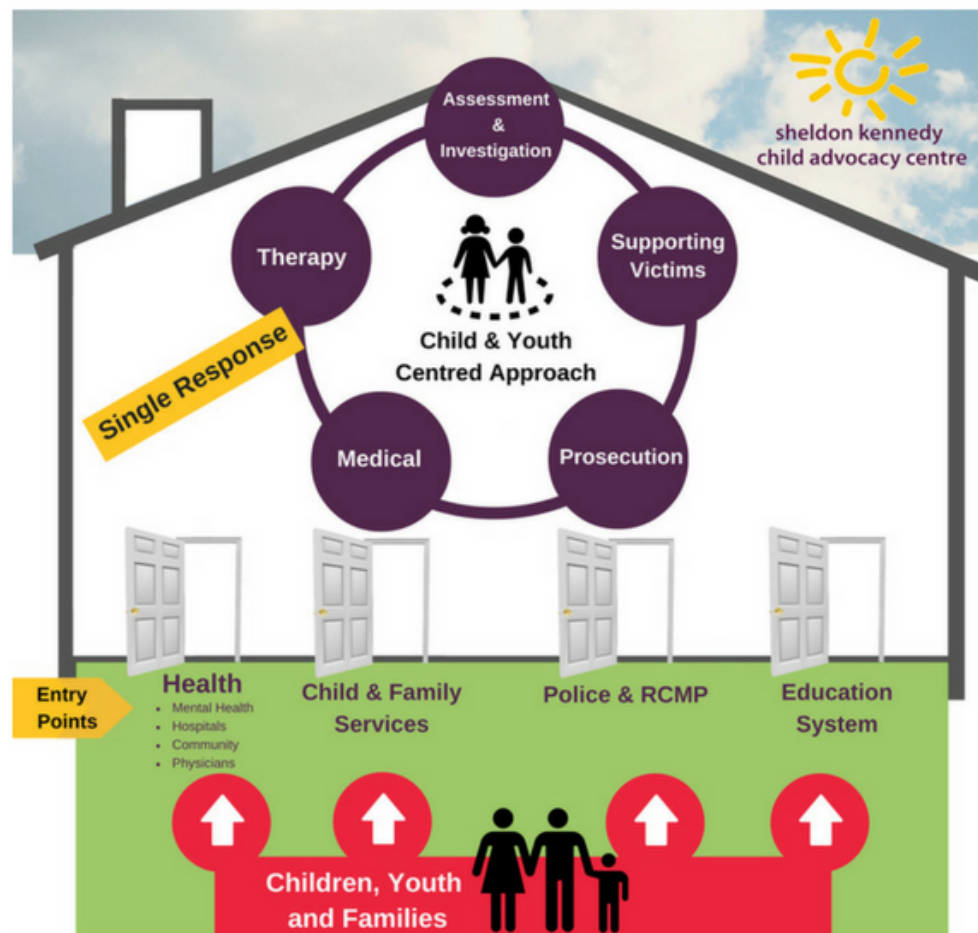 sheldon kennedy
child advocacy centre
Assessment
&
Investigation
Therapy
Supporting
Victims
Child & Youth
Centred Approach
Single Response
Medical
Prosecution
Entry
Points
Health
• Mental Health
• Hospitals
• Community
• Physicians
Child & Family
Services
Police & RCMP
Education
System
Children, Youth
and Families